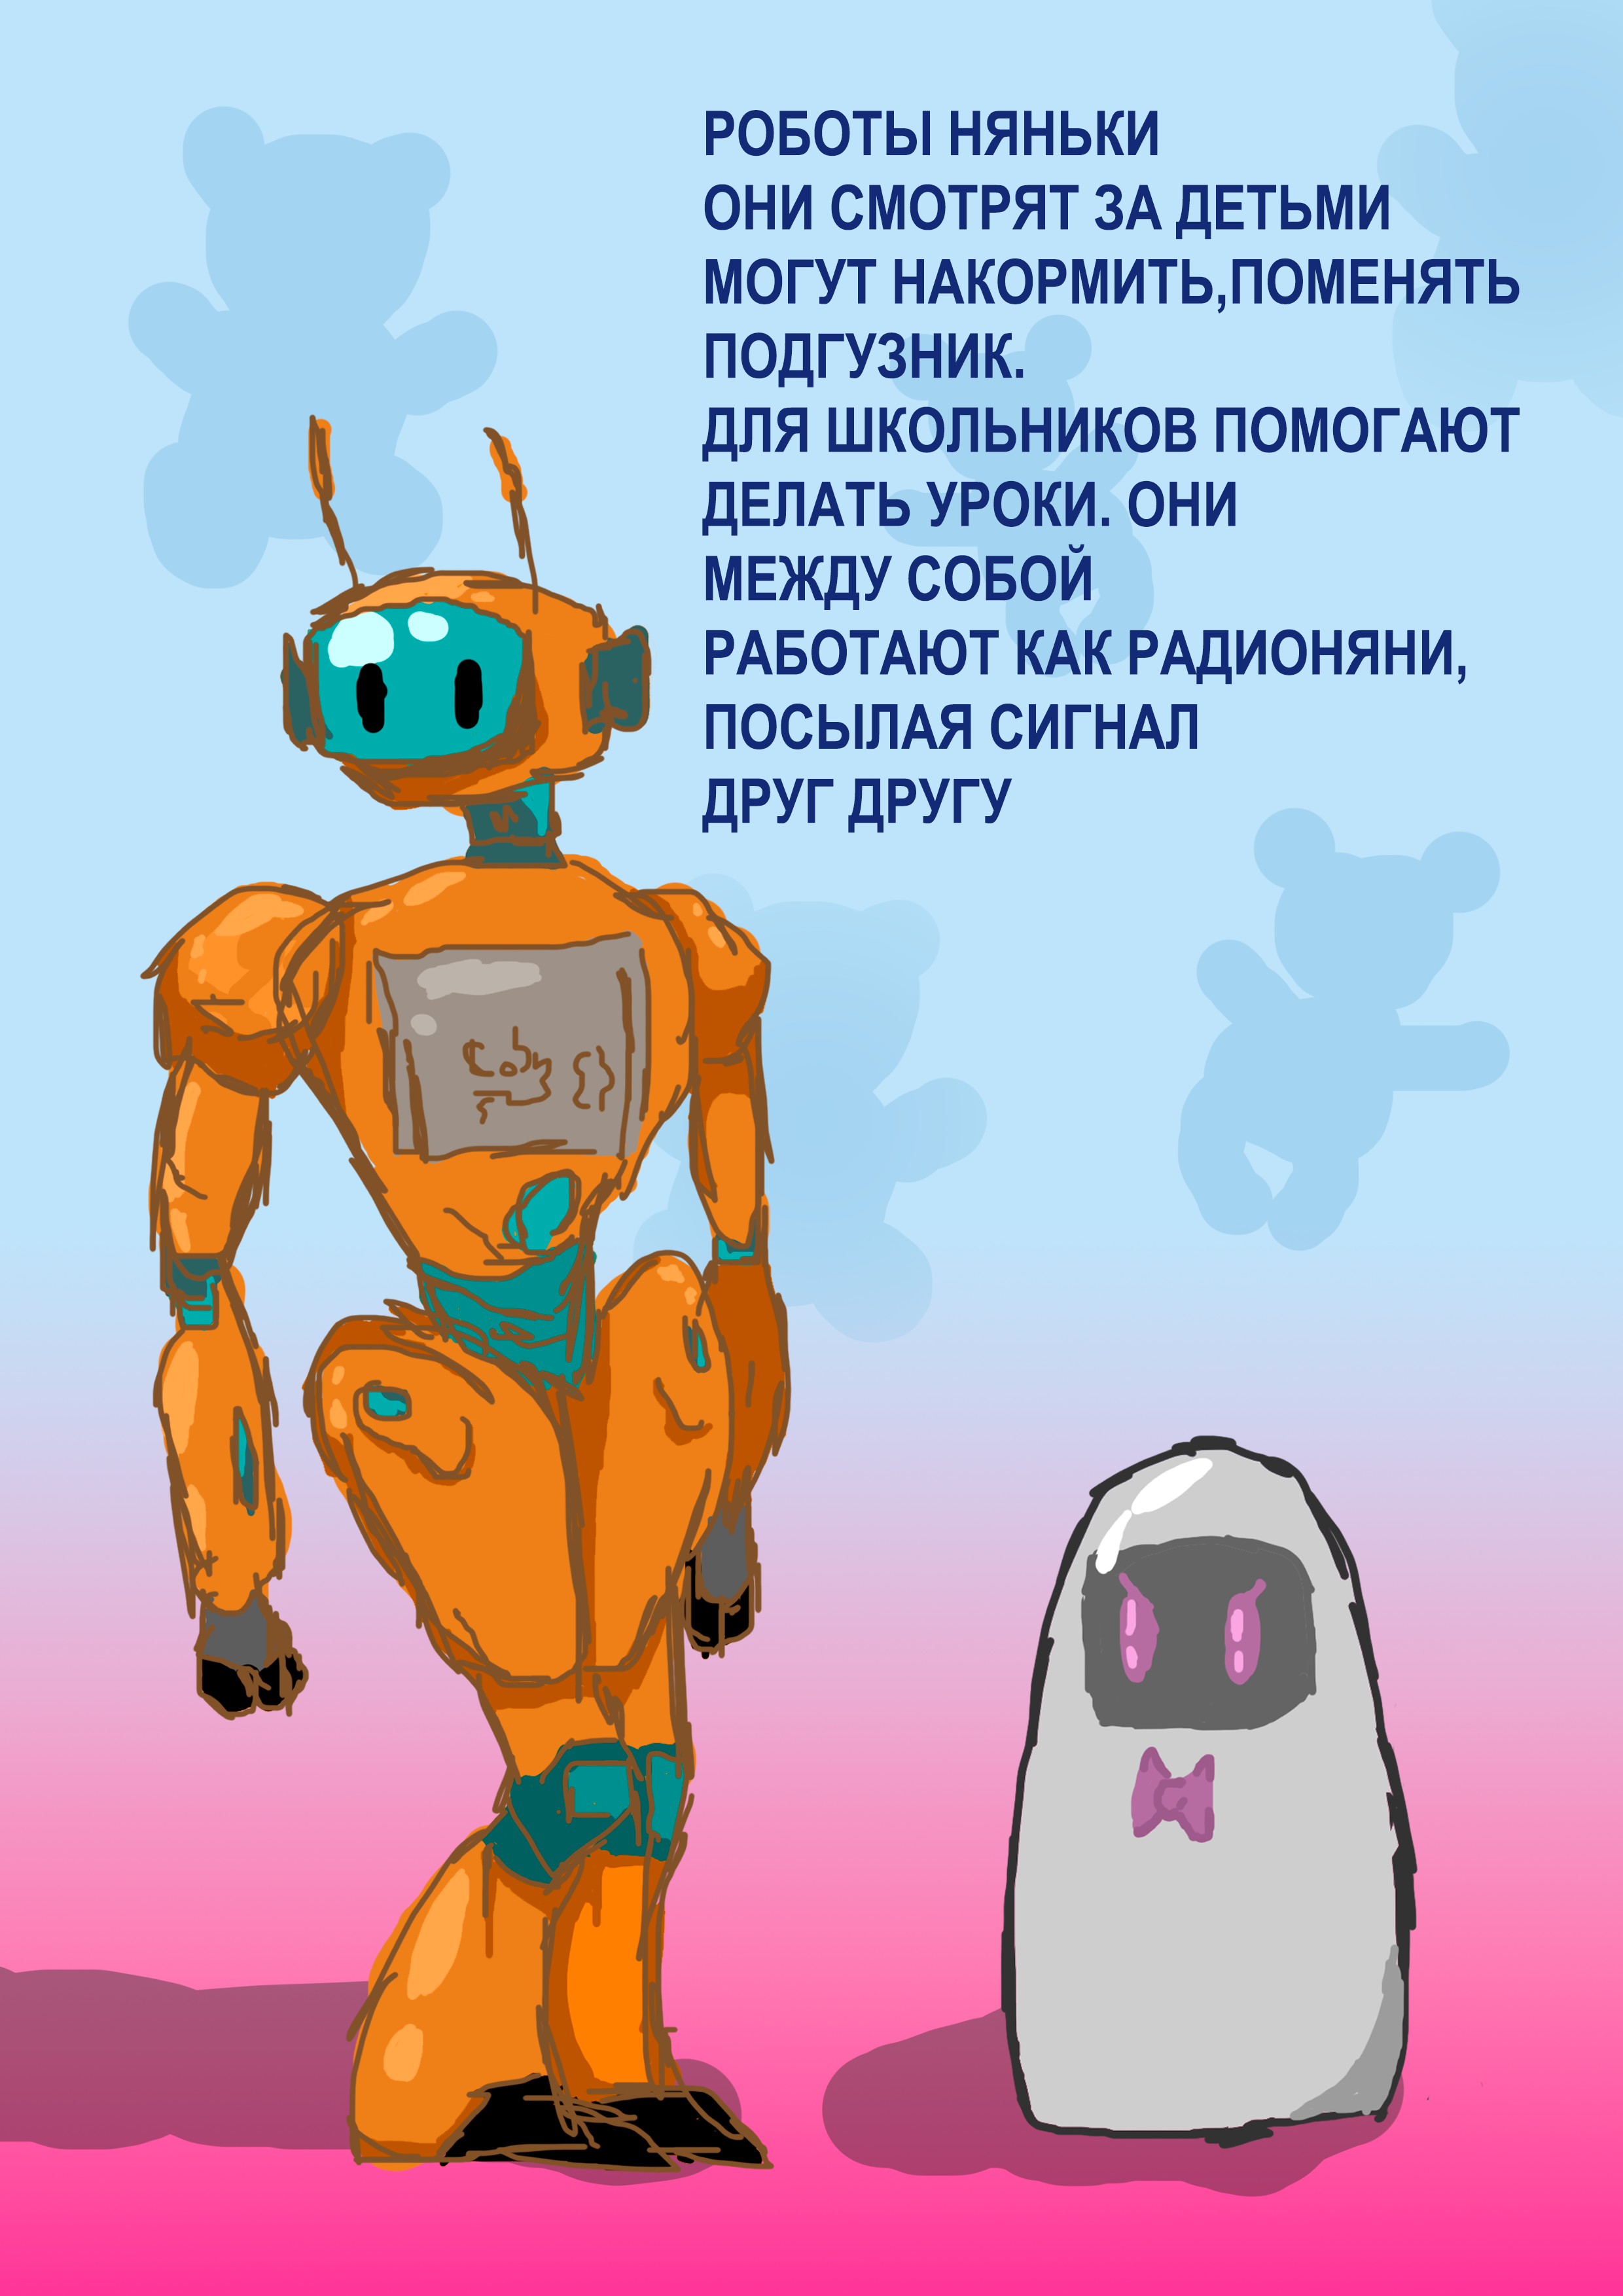 РОБОТЫ НЯНЬКИ
ОНИ СМОТРЯТ ЗА ДЕТЬМИ
МОГУТ НАКОРМИТЬ,ПОМЕНЯТЬ
ПОДГУЗНИК.
ДЛЯ ШКОЛЬНИКОВ ПОМОГАЮТ
ДЕЛАТЬ УРОКИ. ОНИ
МЕЖДУ СОБОЙ
РАБОТАЮТ КАК РАДИОНЯНИ,
ПОСЫЛАЯ СИГНАЛ
ДРУГ ДРУГУ